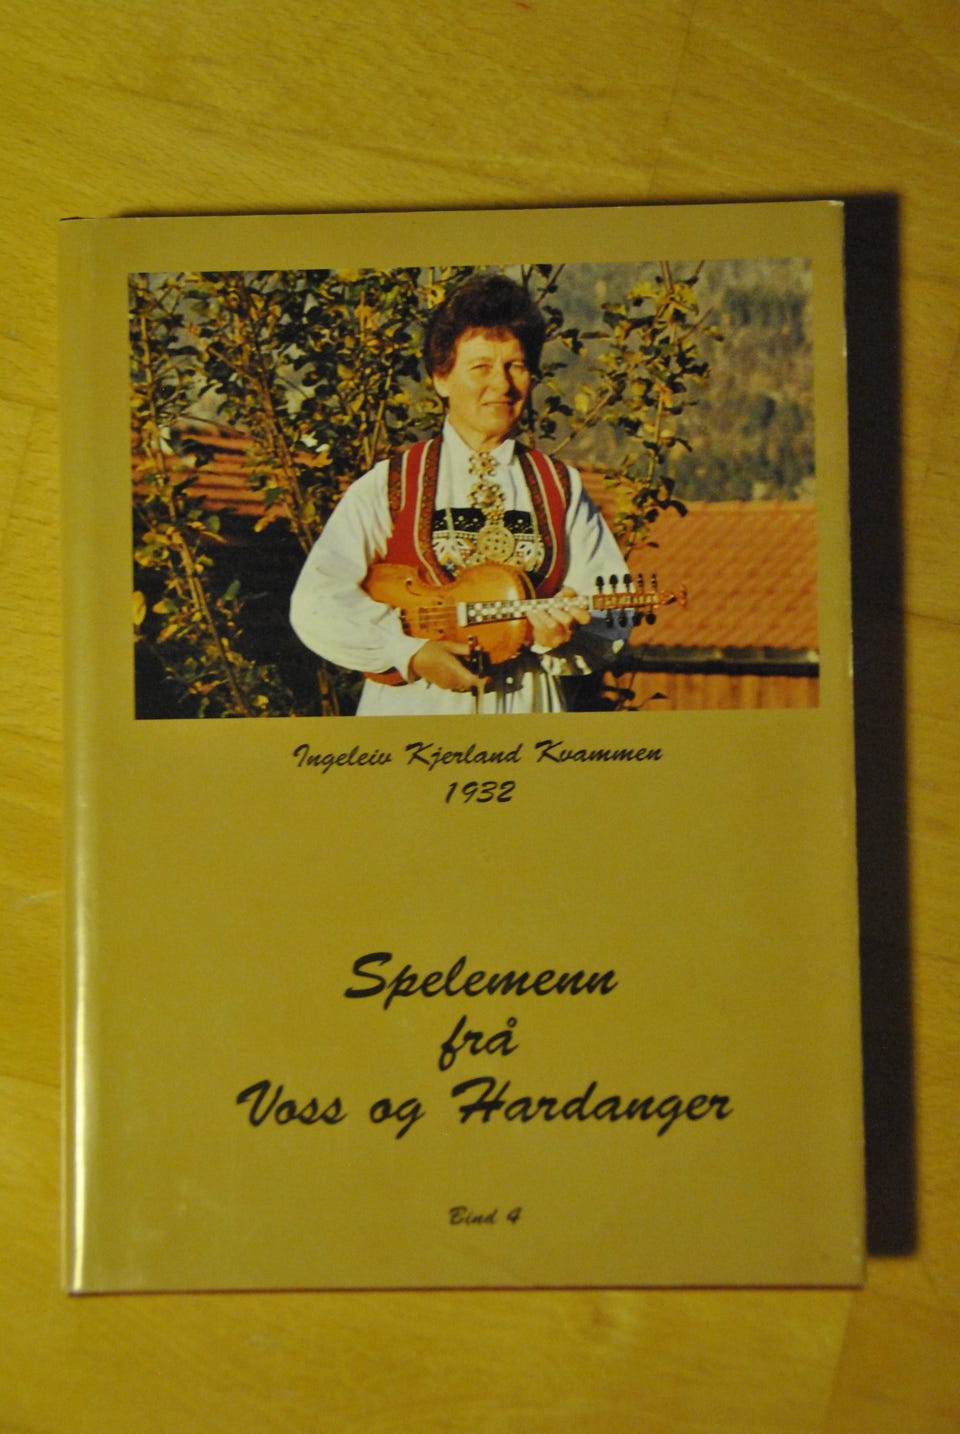 Ingeleiv Kjerland Kvammen
1932
Spelemenn
frå
Voss og Hardanger
Bind 4